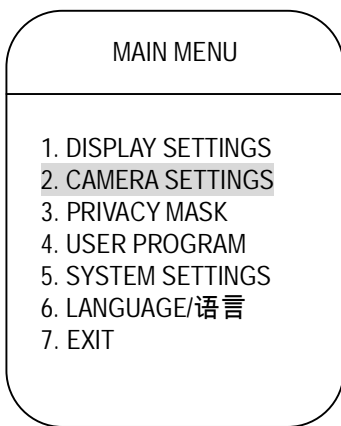 MAIN MENU
1. DISPLAY SETTINGS
2. CAMERA SETTINGS
3. PRIVACY MASK
4. USER PROGRAM
5. SYSTEM SETTINGS
6. LANGUAGE/语言
7. EXIT